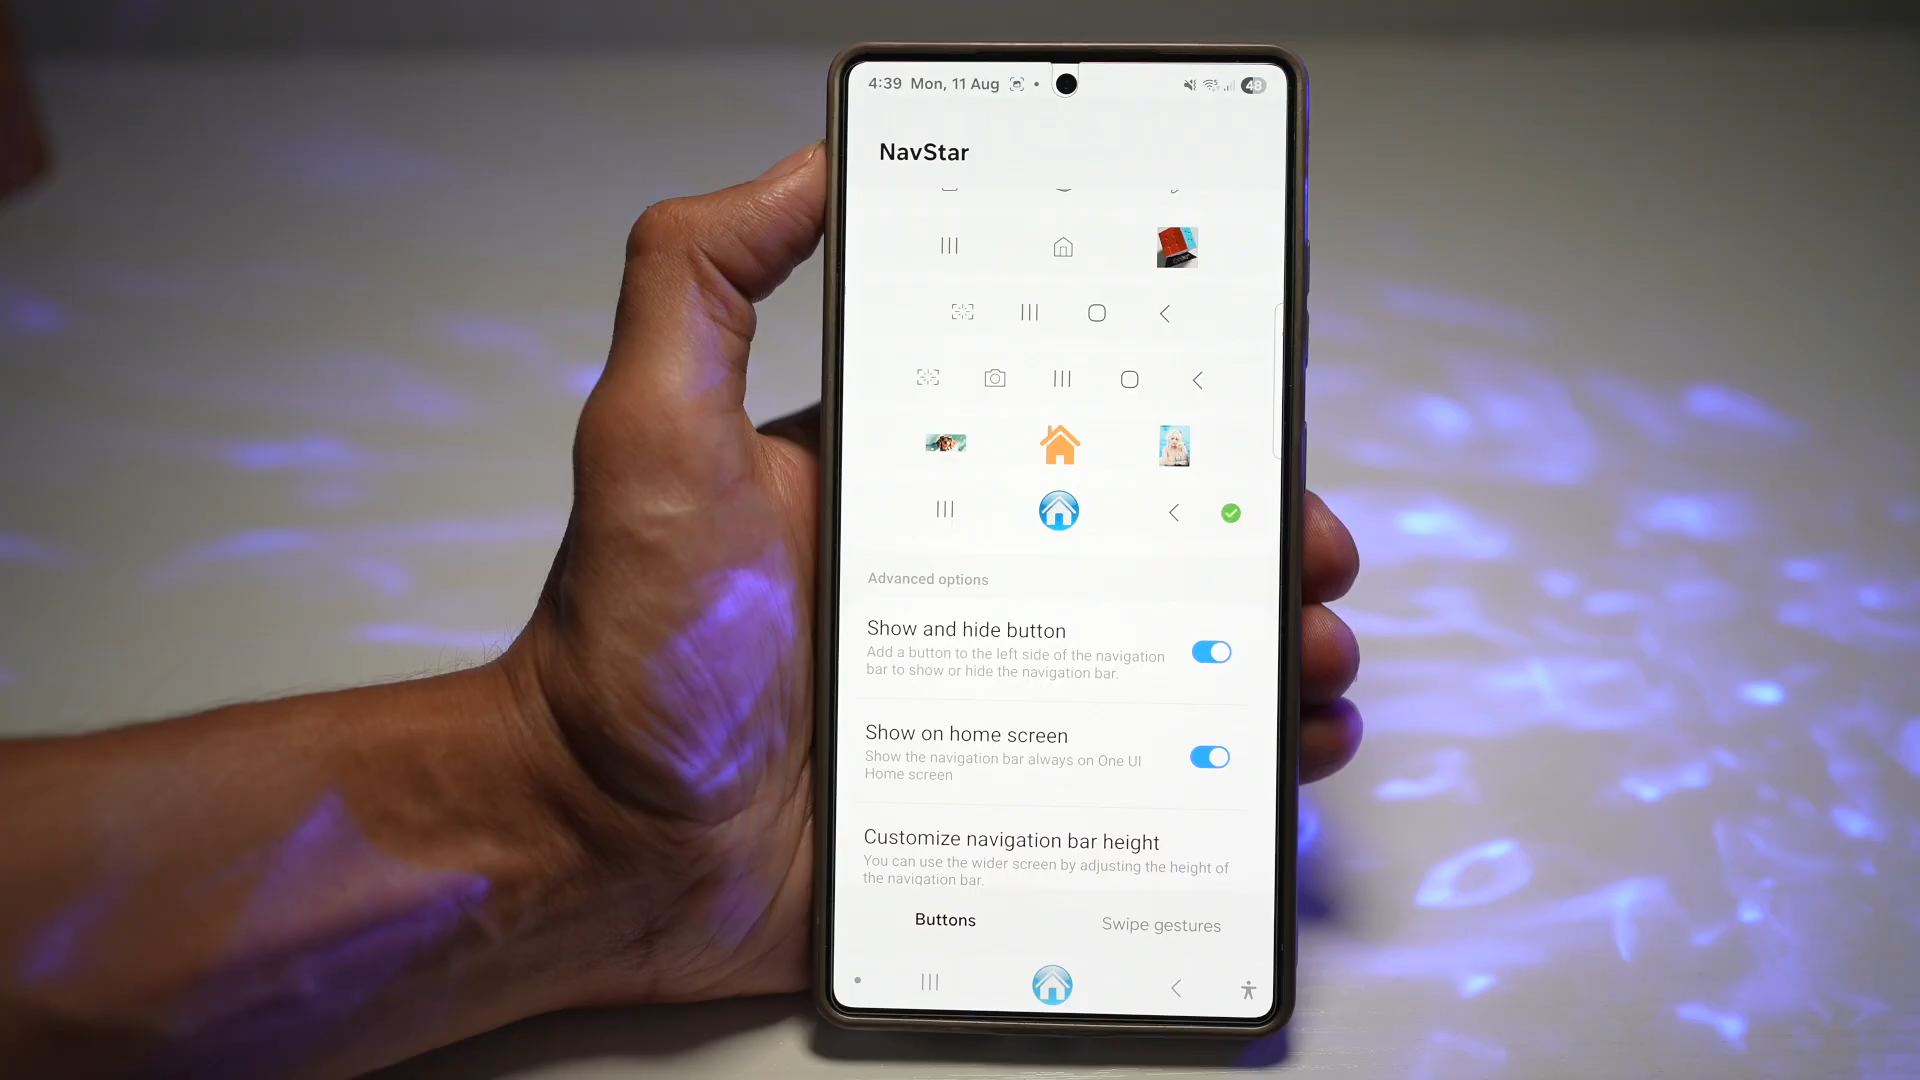 4:39 Mon, 11 Aug
48
NavStar
Advanced options
Show and hide button
Add a button to the left side of the navigation
bar to show or hide the navigation bar.
Show on home screen
Show the navigation bar always on One UI
Home screen
Customize navigation bar height
You can use the wider screen by adjusting the height of
the navigation bar.
Buttons
Swipe gestures